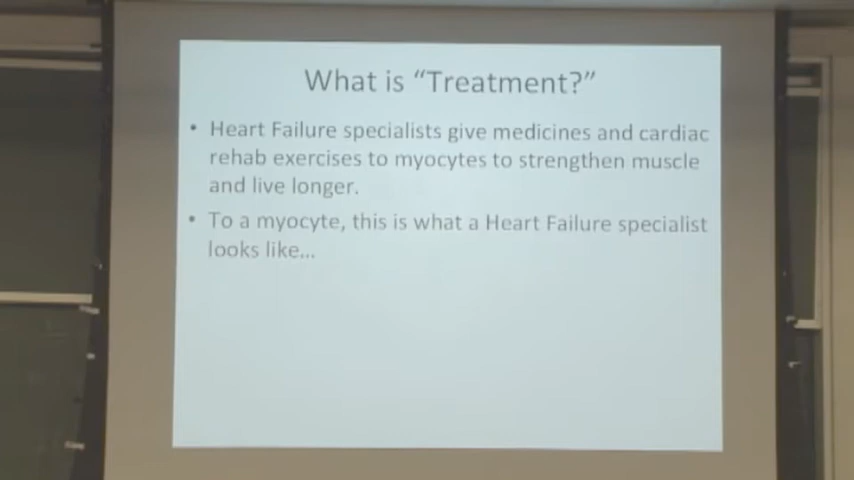 What is “Treatment?”
• Heart Failure specialists give medicines and cardiac
rehab exercises to myocytes to strengthen muscle
and live longer.
• To a myocyte, this is what a Heart Failure specialist
looks like...